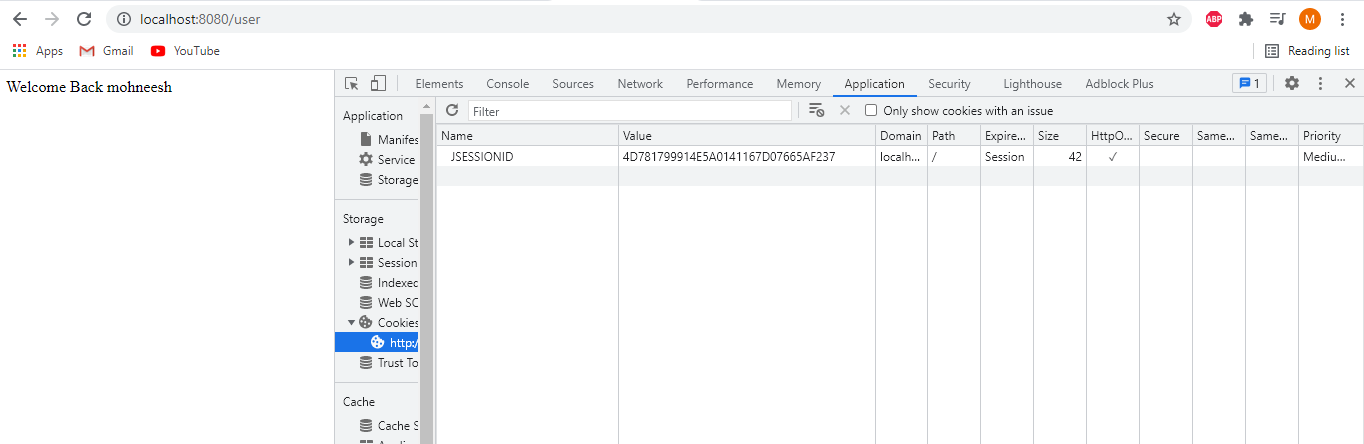 localhost:8080/user
ABP
M
Apps Gmail YouTube Reading list
Welcome Back mohneesh
Elements Console Sources Network Performance Memory Application Security Lighthouse Adblock Plus 1
Application
Manifes
Service
Storage
Storage
Local St
Session
Indexed
Web SC
Cookies
http:/
Trust To
Cache
Cache S
Filter Only show cookies with an issue
Name Value Domain Path Expire... Size HttpO... Secure Same... Same... Priority
JSESSIONID 4D781799914E5A0141167D07665AF237 localh... / Session 42 ✓ Mediu...